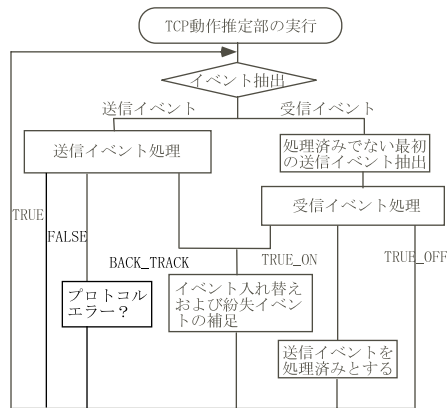 TCP動作推定部の実行
イベント抽出
送信イベント
受信イベント
送信イベント処理
処理済みでない最初
の送信イベント抽出
受信イベント処理
TRUE
FALSE
BACK_TRACK
TRUE_ON
TRUE_OFF
プロトコル
エラー？
イベント入れ替え
および紛失イベント
の補足
送信イベントを
処理済みとする